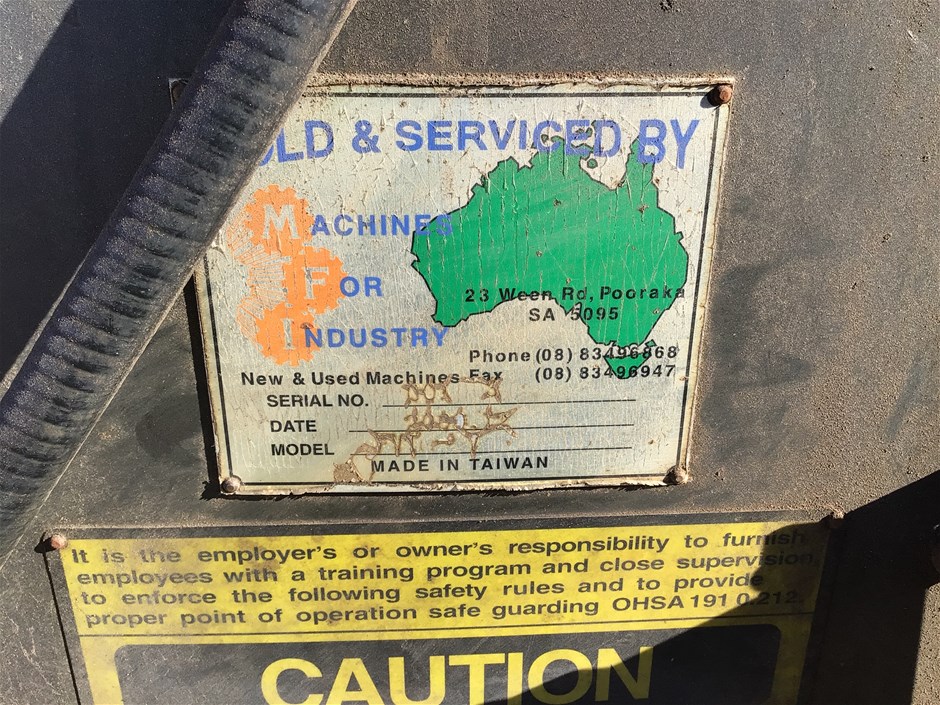 OLD & SERVICED BY
MACHINES
FOR
INDUSTRY
23 Ween Rd, Pooraka
SA 5095
Phone (08) 83496868
New & Used Machines Fax (08) 83496947
SERIAL NO.
DATE
MODEL
MADE IN TAIWAN
It is the employer's or owner's responsibility to furnish
employees with a training program and close supervision,
to enforce the following safety rules and to provide
proper point of operation safe guarding OHSA 191 0.212.
CAUTION